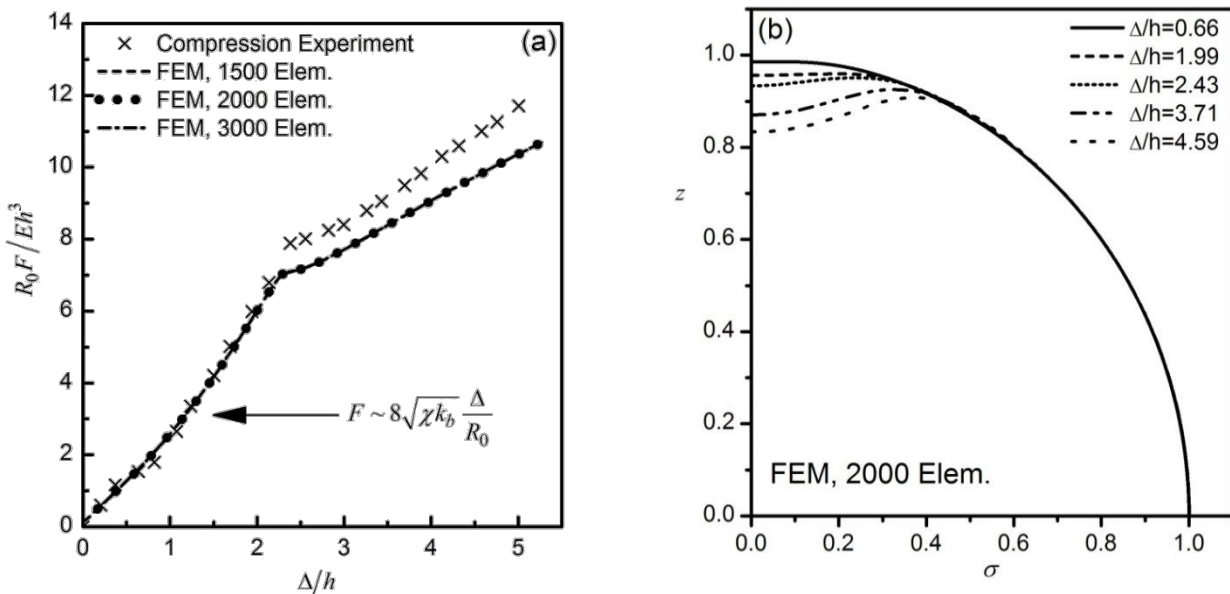 (a)
× Compression Experiment
FEM, 1500 Elem.
FEM, 2000 Elem.
FEM, 3000 Elem.
14
12
10
8
6
4
2
0
R₀F/Eh³
F ~ 8√(χk_b) Δ/R₀
0 1 2 3 4 5
Δ/h
(b)
Δ/h=0.66
Δ/h=1.99
Δ/h=2.43
Δ/h=3.71
Δ/h=4.59
1.0
0.8
0.6
0.4
0.2
0.0
z
FEM, 2000 Elem.
0.0 0.2 0.4 0.6 0.8 1.0
σ